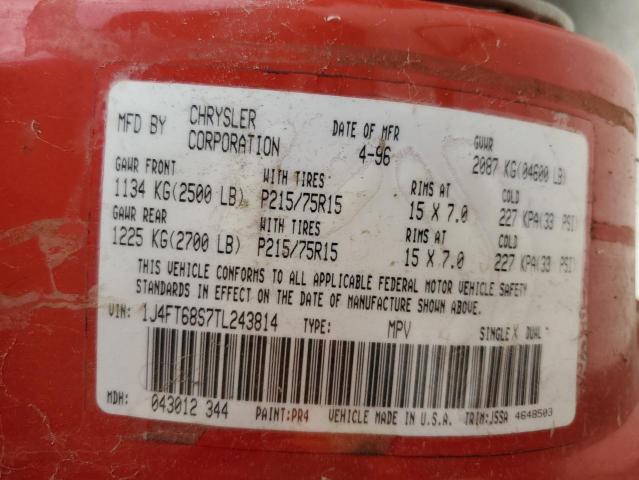 MFD BY CHRYSLER CORPORATION DATE OF MFR 4-96 GVWR 2087 KG(04600 LB)
GAWR FRONT WITH TIRES RIMS AT COLD
1134 KG(2500 LB) P215/75R15 15 X 7.0 227 KPA(33 PSI)
GAWR REAR WITH TIRES RIMS AT COLD
1225 KG(2700 LB) P215/75R15 15 X 7.0 227 KPA(33 PSI)
THIS VEHICLE CONFORMS TO ALL APPLICABLE FEDERAL MOTOR VEHICLE SAFETY
STANDARDS IN EFFECT ON THE DATE OF MANUFACTURE SHOWN ABOVE.
VIN: 1J4FT68S7TL243814 TYPE: MPV SINGLE X DUAL
MDH: 043012 344 PAINT:PR4 VEHICLE MADE IN U.S.A. TRIM:JSSA 4648503